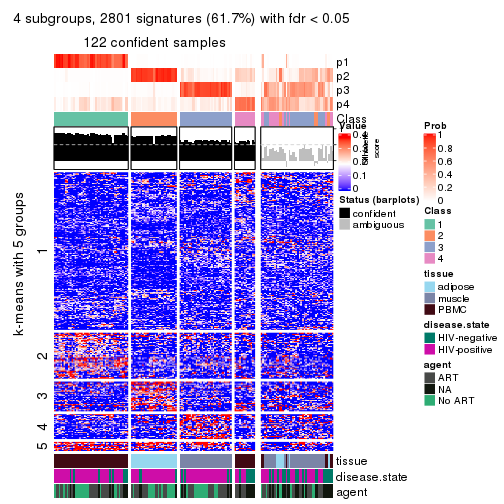 4 subgroups, 2801 signatures (61.7%) with fdr < 0.05
122 confident samples
p1
p2
p3
p4
Class
k-means with 5 groups
1
2
3
4
5
tissue
disease.state
agent
Value
0.4
0.2
0.1
0
score
Status (barplots)
confident
ambiguous
Prob
1
0.8
0.6
0.4
0.2
0
Class
1
2
3
4
tissue
adipose
muscle
PBMC
disease.state
HIV-negative
HIV-positive
agent
ART
NA
No ART